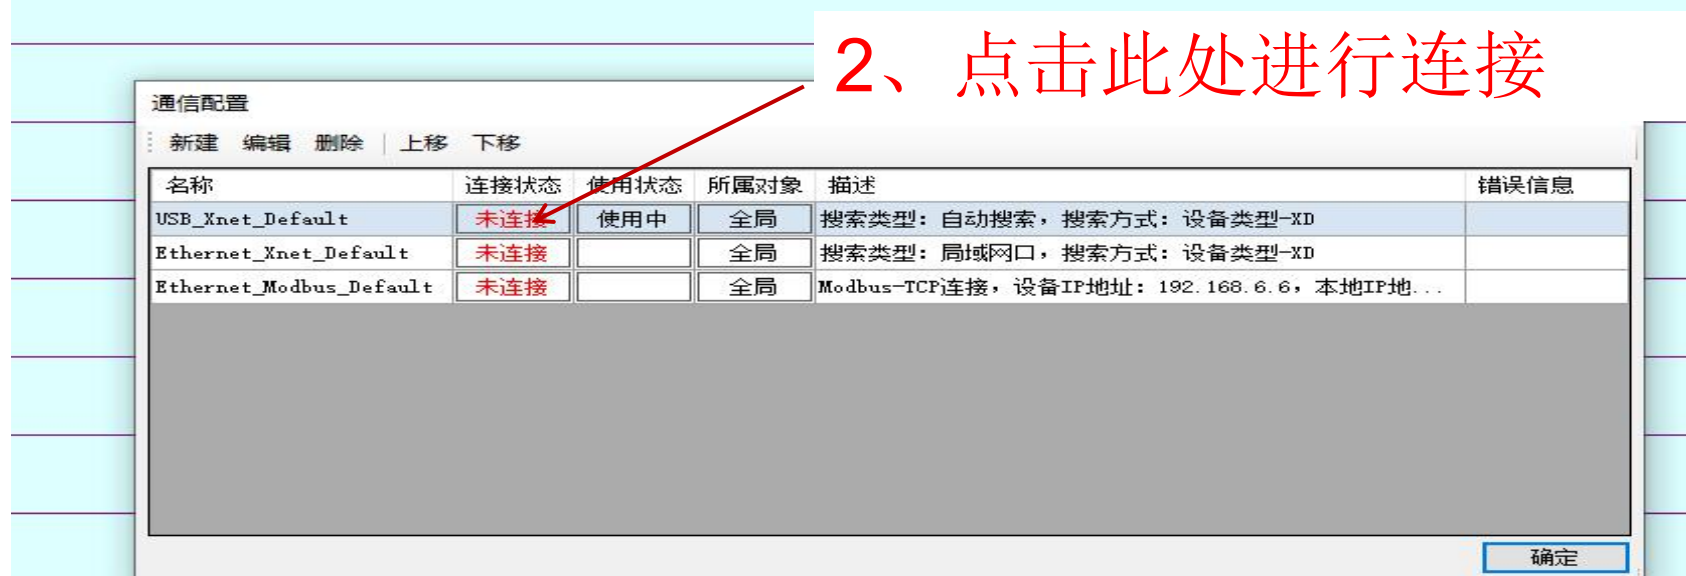 2、点击此处进行连接
通信配置
新建 编辑 删除 上移 下移
名称 连接状态 使用状态 所属对象 描述 错误信息
USB_Xnet_Default 未连接 使用中 全局 搜索类型：自动搜索，搜索方式：设备类型-XD
Ethernet_Xnet_Default 未连接 全局 搜索类型：局域网口，搜索方式：设备类型-XD
Ethernet_Modbus_Default 未连接 全局 Modbus-TCP连接，设备IP地址：192.168.6.6，本地IP地...
确定